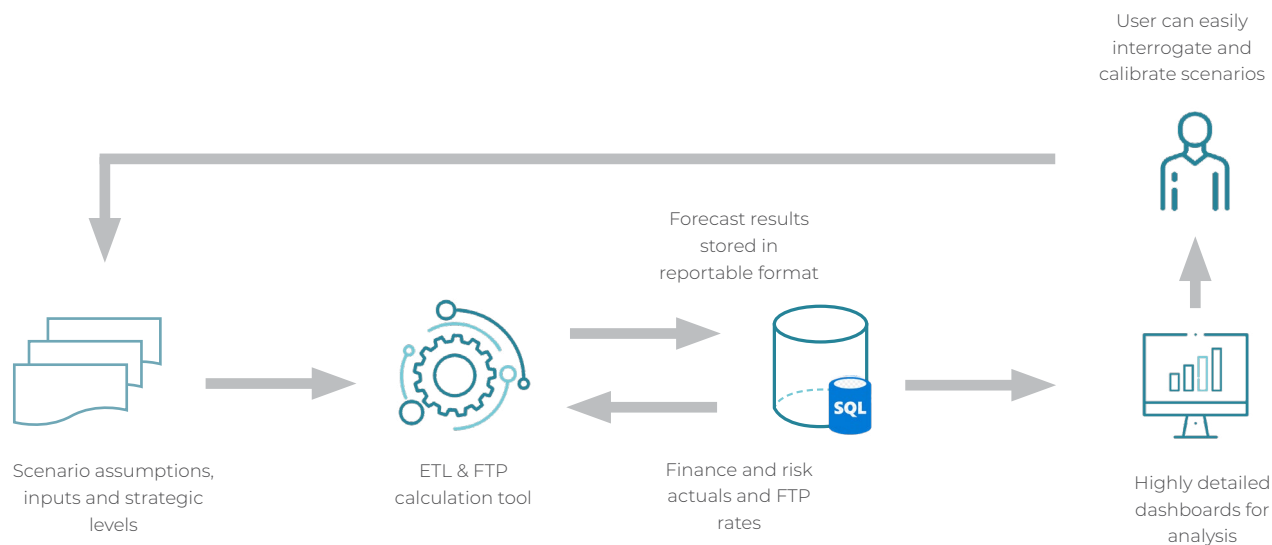 User can easily
interrogate and
calibrate scenarios
Forecast results
stored in
reportable format
SQL
Scenario assumptions,
inputs and strategic
levels
ETL & FTP
calculation tool
Finance and risk
actuals and FTP
rates
Highly detailed
dashboards for
analysis